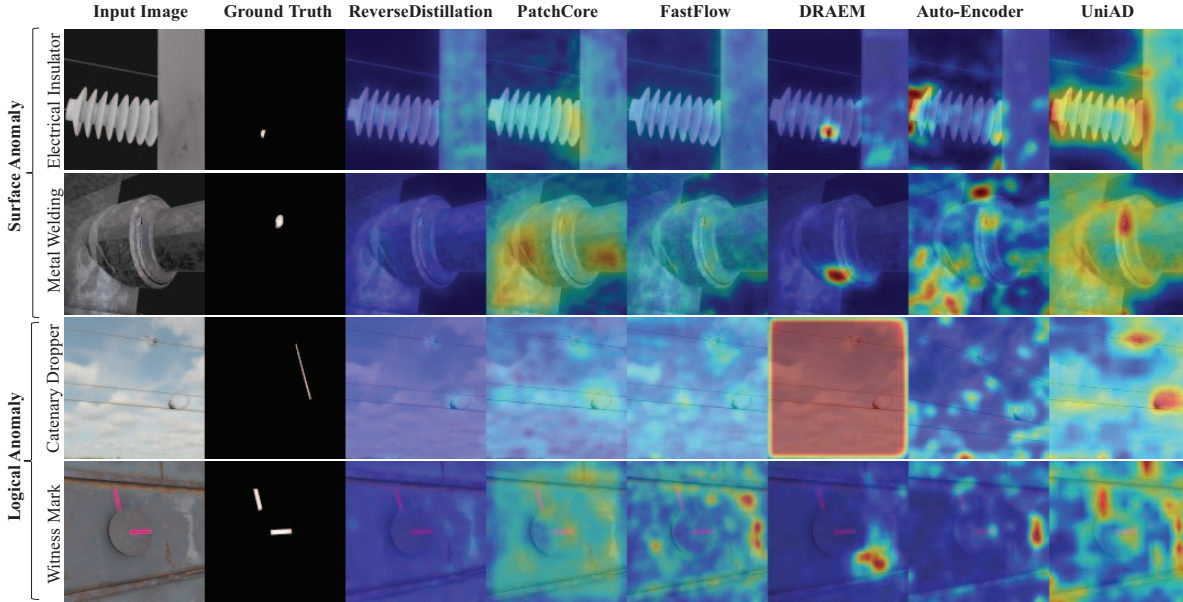 Input Image Ground Truth ReverseDistillation PatchCore FastFlow DRAEM Auto-Encoder UniAD
Surface Anomaly
Electrical Insulator
Metal Welding
Logical Anomaly
Catenary Dropper
Witness Mark